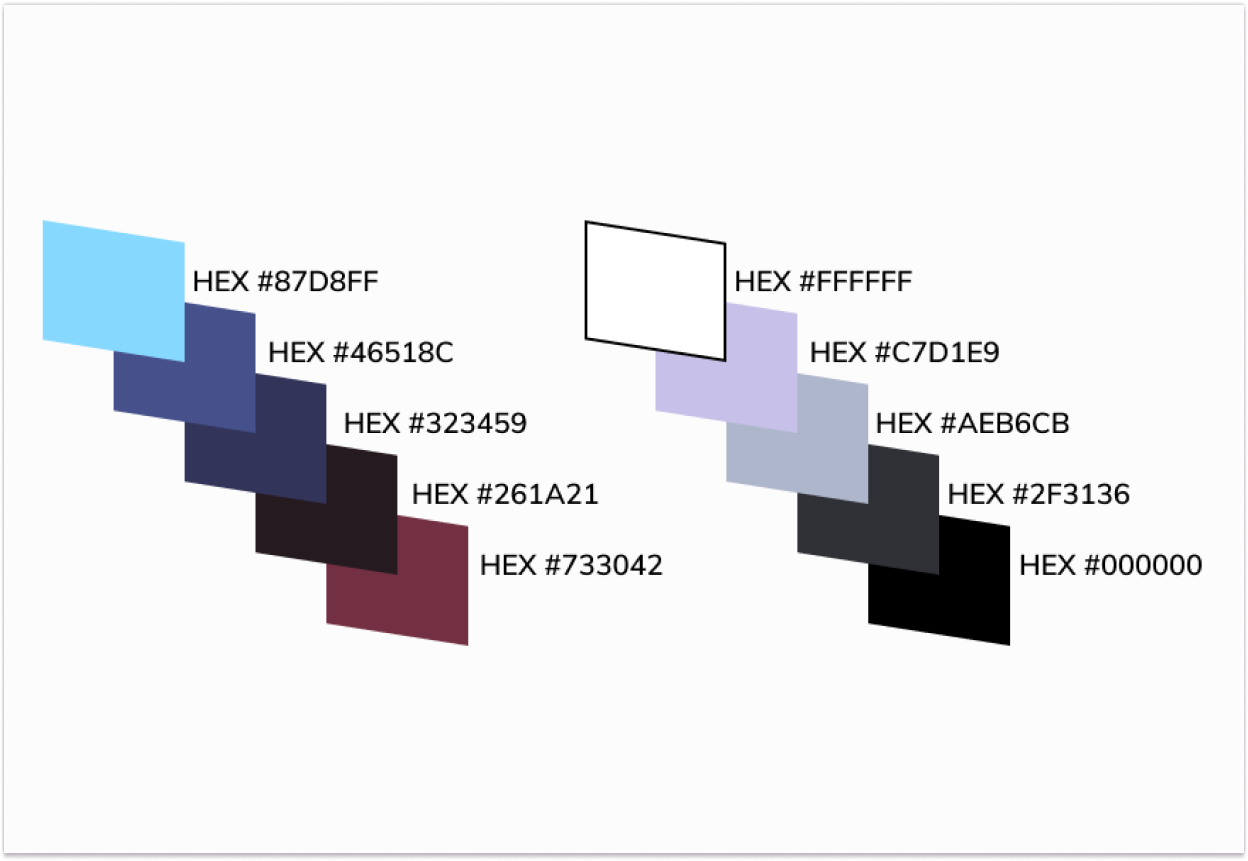 HEX #87D8FF
HEX #46518C
HEX #323459
HEX #261A21
HEX #733042
HEX #FFFFFF
HEX #C7D1E9
HEX #AEB6CB
HEX #2F3136
HEX #000000